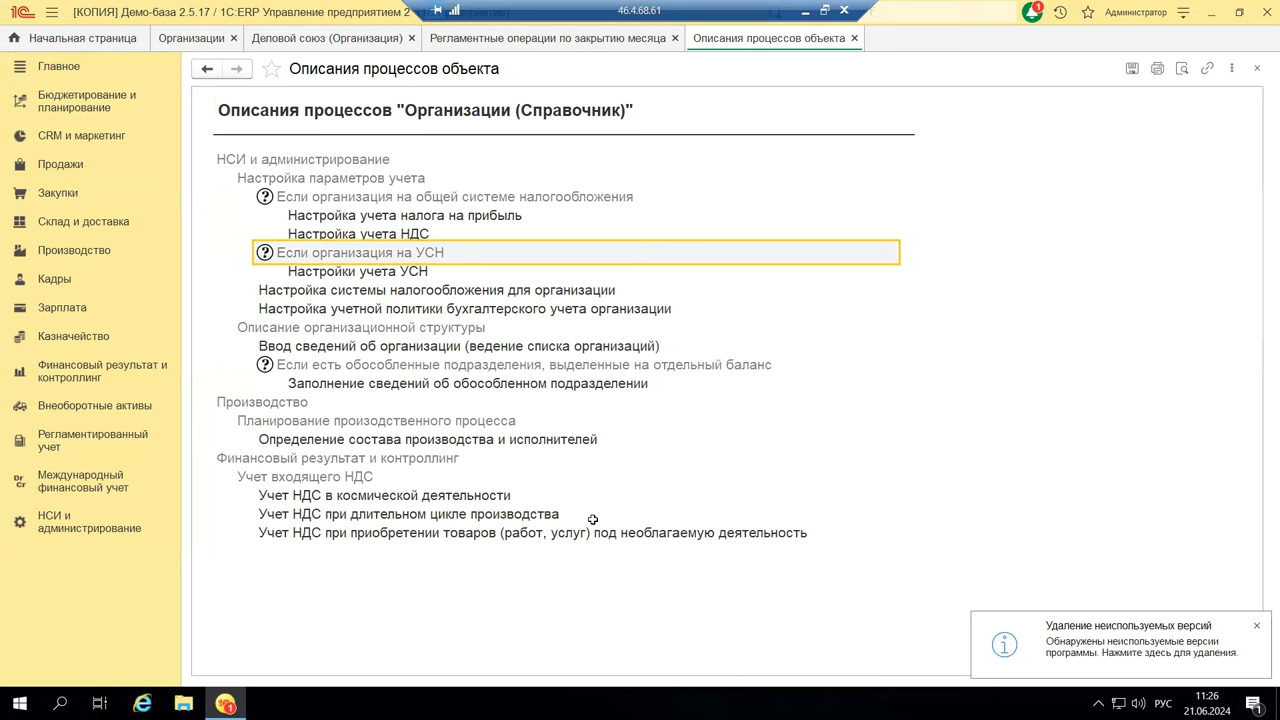 [КОПИЯ] Демо-база 2.5.17 / 1С:ERP Управление предприятием 2
46.4.68.61
1
Администратор
Начальная страница
Организации
Деловой союз (Организация)
Регламентные операции по закрытию месяца
Описания процессов объекта
Главное
Бюджетирование и
планирование
CRM и маркетинг
Продажи
Закупки
Склад и доставка
Производство
Кадры
Зарплата
Казначейство
Финансовый результат и
контроллинг
Внеоборотные активы
Регламентированный
учет
Dr
Cr
Международный
финансовый учет
НСИ и
администрирование
Описания процессов объекта
Описания процессов "Организации (Справочник)"
НСИ и администрирование
Настройка параметров учета
? Если организация на общей системе налогообложения
Настройка учета налога на прибыль
Настройка учета НДС
? Если организация на УСН
Настройки учета УСН
Настройка системы налогообложения для организации
Настройка учетной политики бухгалтерского учета организации
Описание организационной структуры
Ввод сведений об организации (ведение списка организаций)
? Если есть обособленные подразделения, выделенные на отдельный баланс
Заполнение сведений об обособленном подразделении
Производство
Планирование произодственного процесса
Определение состава производства и исполнителей
Финансовый результат и контроллинг
Учет входящего НДС
Учет НДС в космической деятельности
Учет НДС при длительном цикле производства
Учет НДС при приобретении товаров (работ, услуг) под необлагаемую деятельность
Удаление неиспользуемых версий
Обнаружены неиспользуемые версии
программы. Нажмите здесь для удаления.
1
РУС
11:26
21.06.2024
1